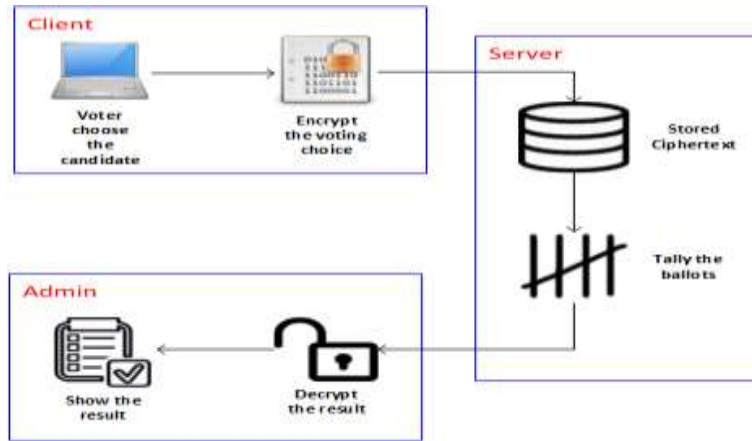 Client
Voter
choose
the
candidate
Encrypt
the voting
choice
Server
Stored
Ciphertext
Tally the
ballots
Admin
Decrypt
the result
Show the
result